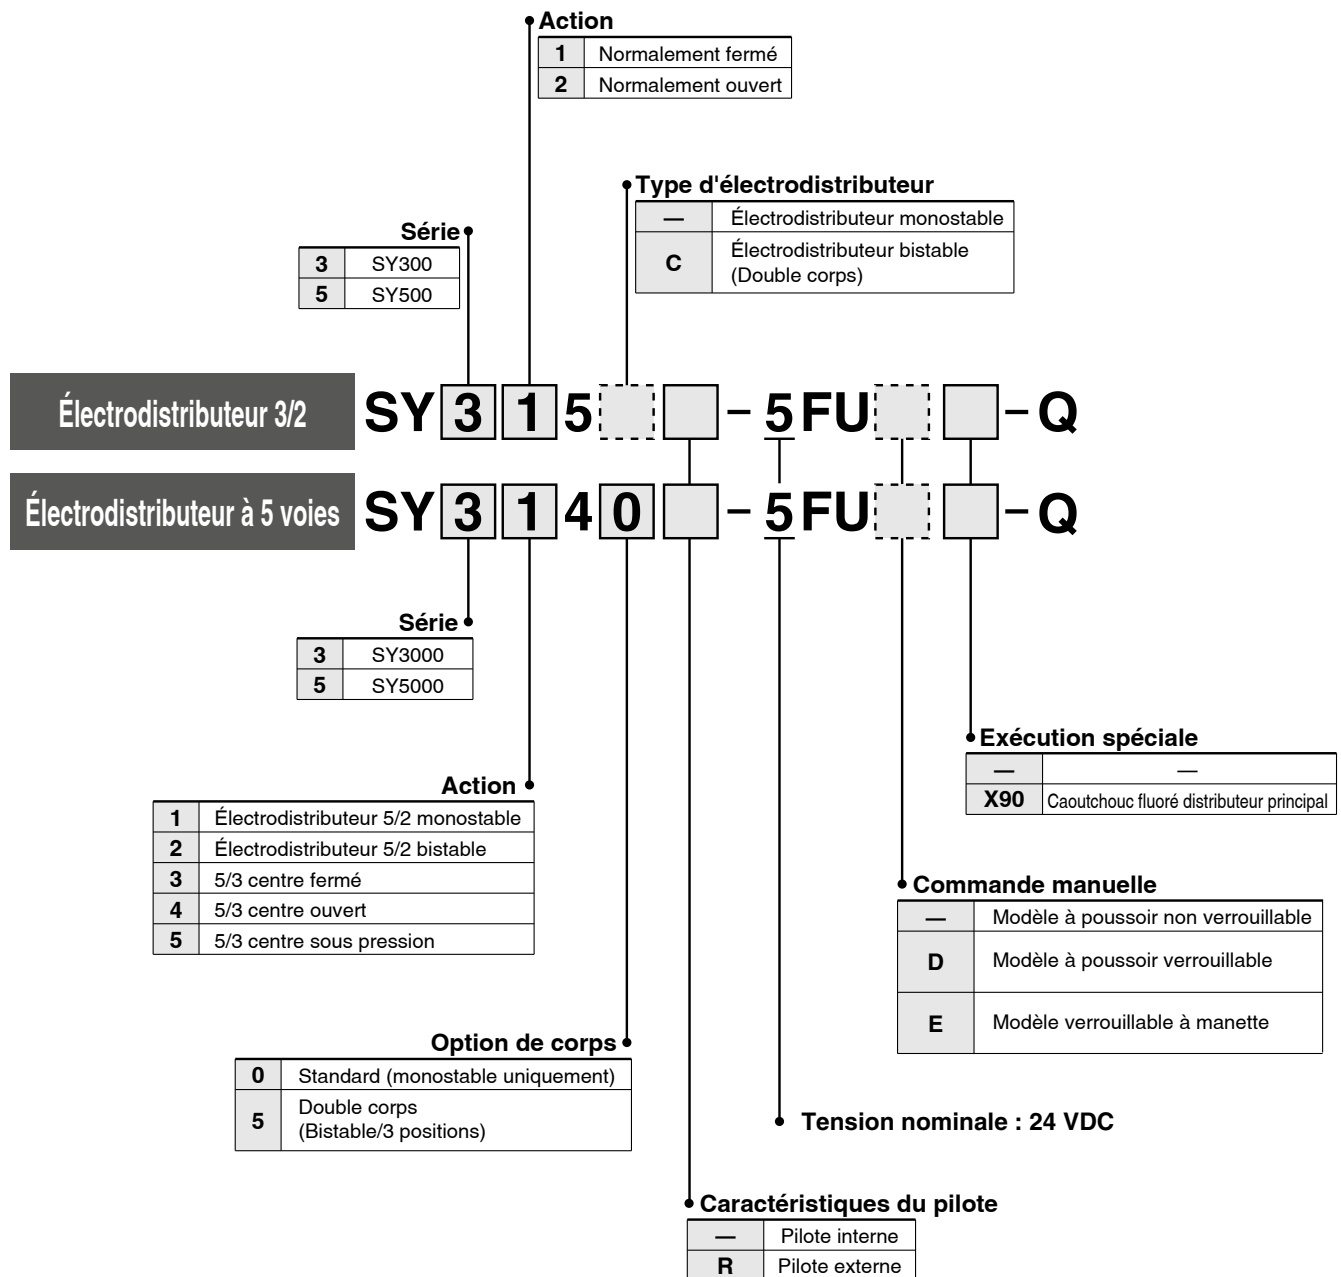 Action
1 Normalement fermé
2 Normalement ouvert
Type d'électrodistributeur
— Électrodistributeur monostable
C Électrodistributeur bistable
(Double corps)
Série
3 SY300
5 SY500
Électrodistributeur 3/2 SY 3 1 5 - 5 FU - Q
Électrodistributeur à 5 voies SY 3 1 4 0 - 5 FU - Q
Série
3 SY3000
5 SY5000
Exécution spéciale
— —
X90 Caoutchouc fluoré distributeur principal
Action
1 Électrodistributeur 5/2 monostable
2 Électrodistributeur 5/2 bistable
3 5/3 centre fermé
4 5/3 centre ouvert
5 5/3 centre sous pression
Commande manuelle
— Modèle à poussoir non verrouillable
D Modèle à poussoir verrouillable
E Modèle verrouillable à manette
Option de corps
0 Standard (monostable uniquement)
5 Double corps
(Bistable/3 positions)
Tension nominale : 24 VDC
Caractéristiques du pilote
— Pilote interne
R Pilote externe